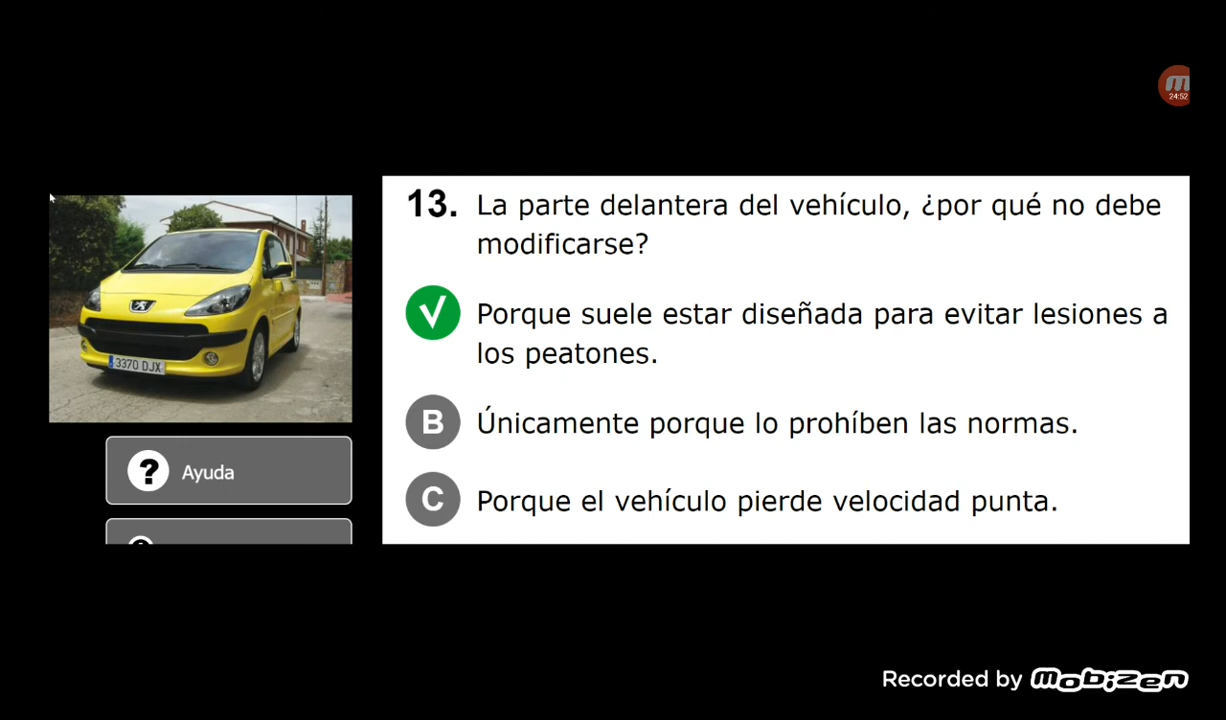 24:52
13. La parte delantera del vehículo, ¿por qué no debe
modificarse?
Porque suele estar diseñada para evitar lesiones a
los peatones.
B Únicamente porque lo prohíben las normas.
C Porque el vehículo pierde velocidad punta.
3370 DJX
? Ayuda
Recorded by mobizen